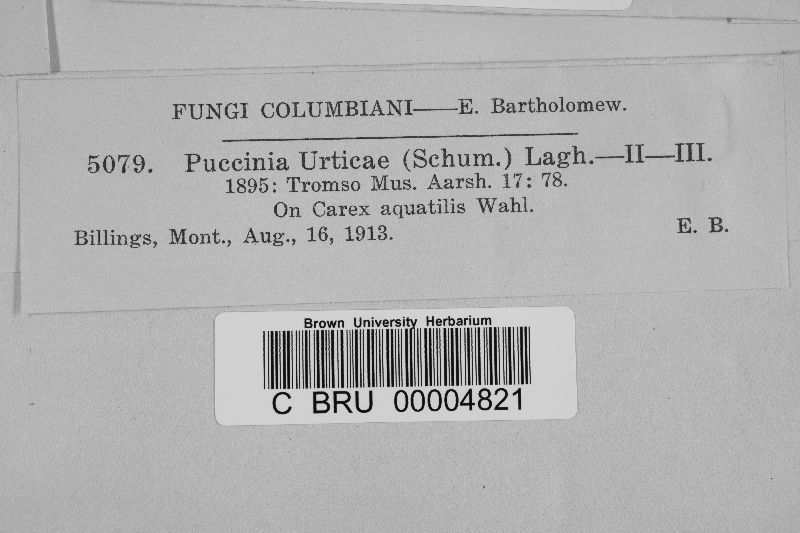 FUNGI COLUMBIANI——E. Bartholomew.
5079. Puccinia Urticae (Schum.) Lagh.—II—III.
1895: Tromso Mus. Aarsh. 17: 78.
On Carex aquatilis Wahl.
Billings, Mont., Aug., 16, 1913. E. B.
Brown University Herbarium
C BRU 00004821